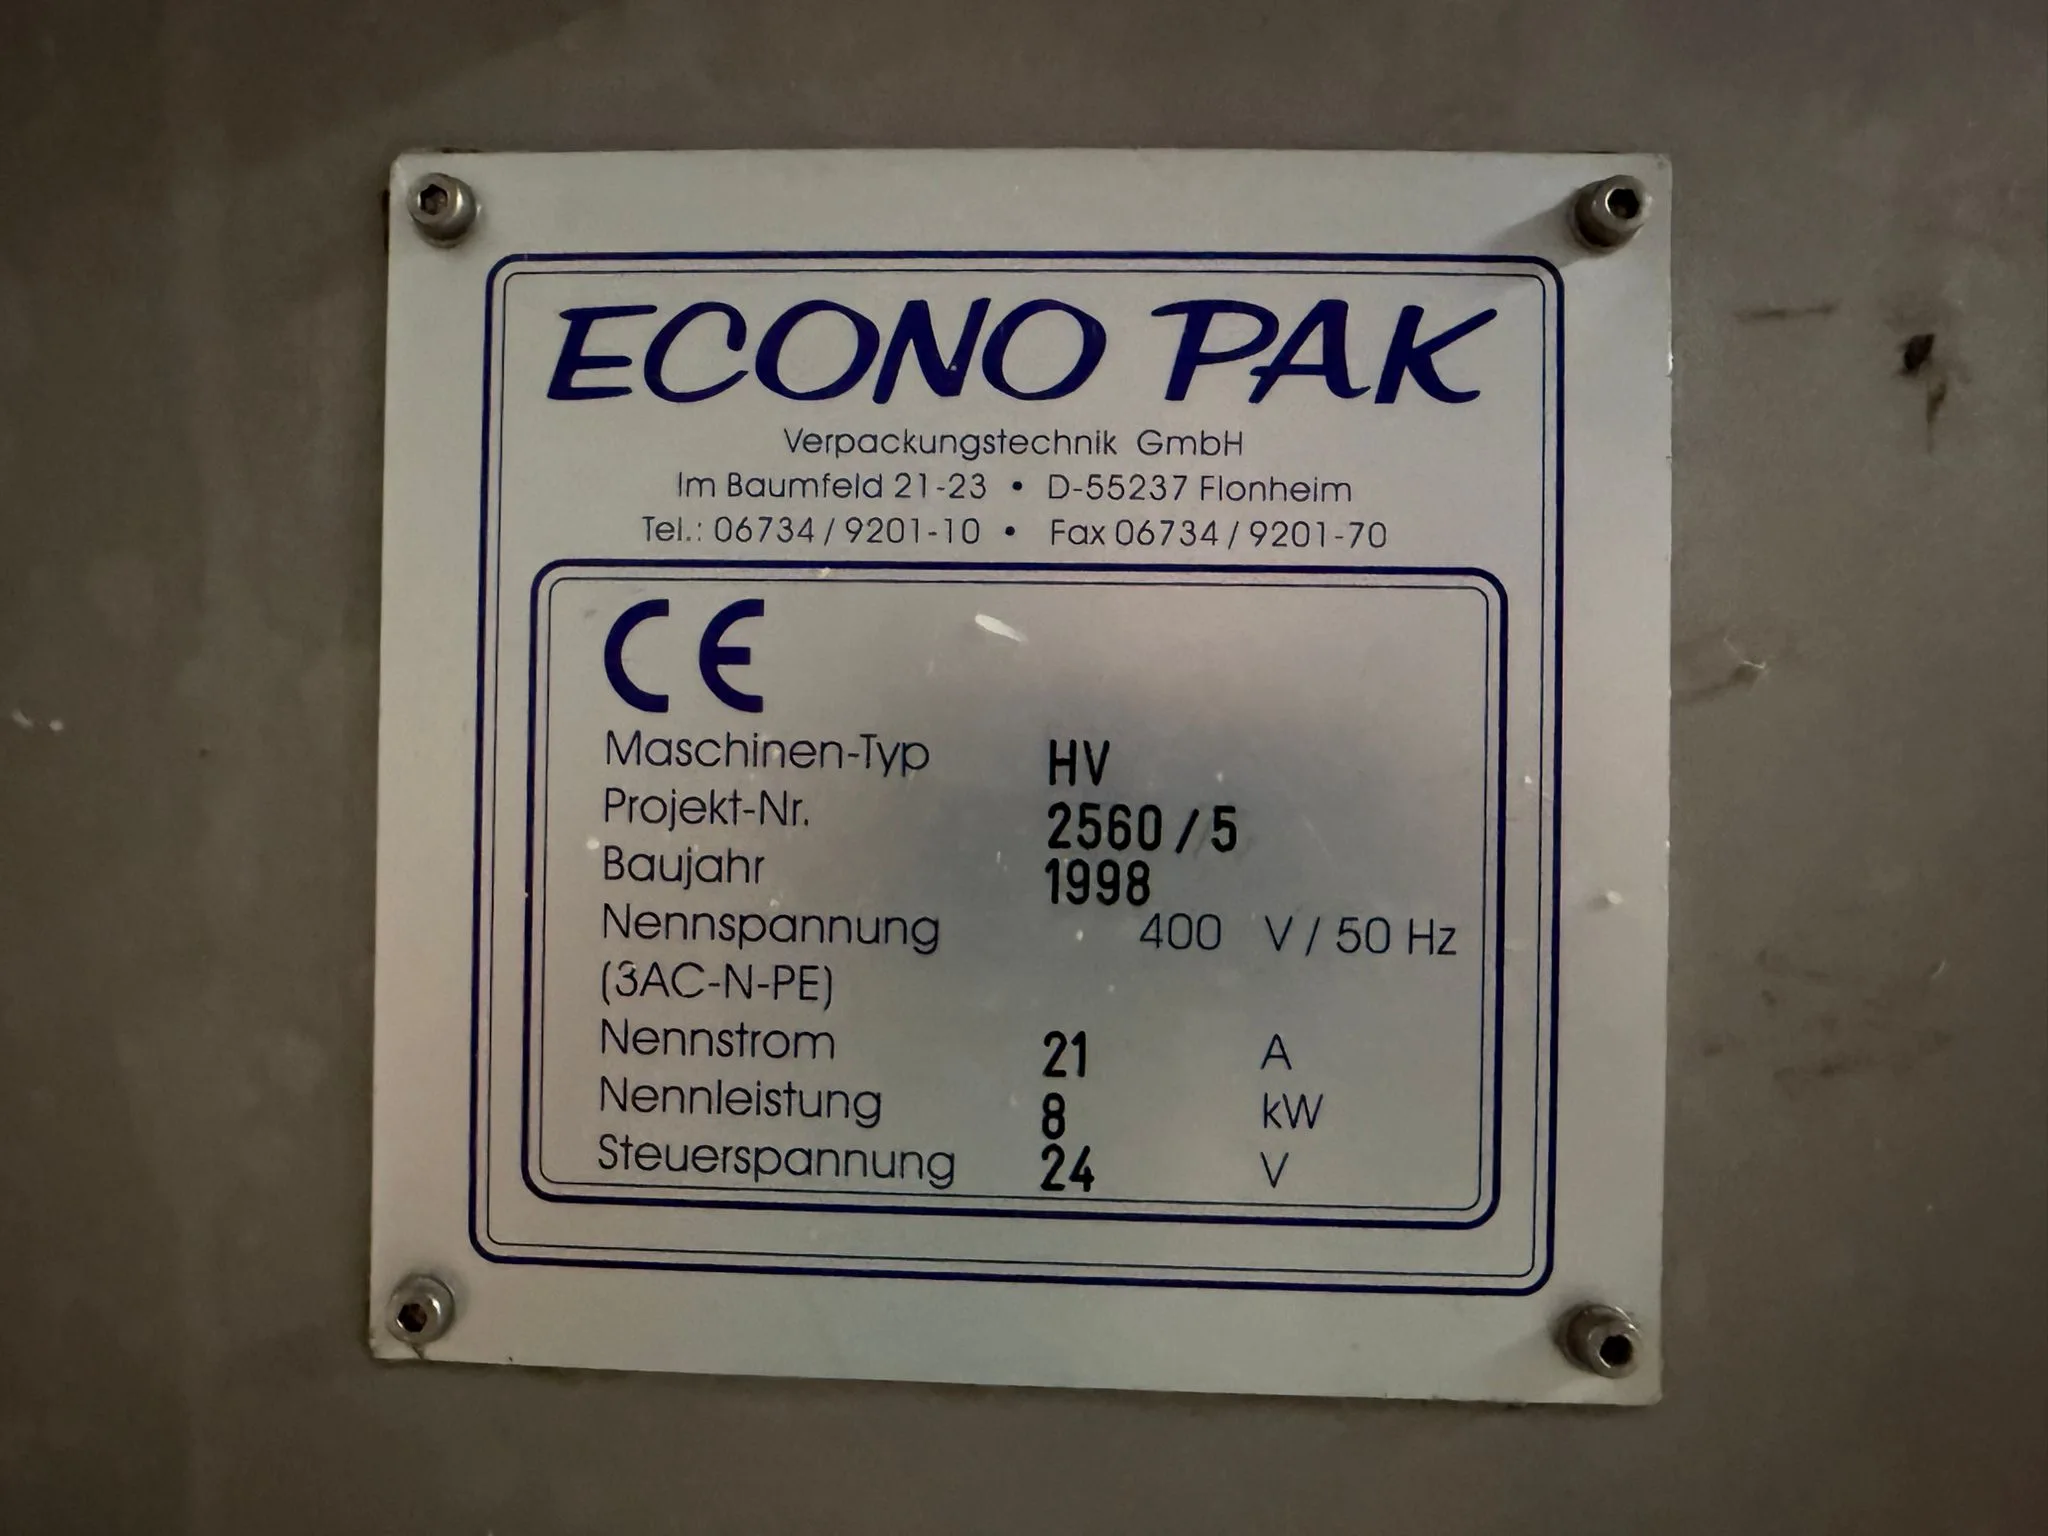 ECONO PAK
Verpackungstechnik GmbH
Im Baumfeld 21-23 • D-55237 Flonheim
Tel.: 06734 / 9201-10 • Fax 06734 / 9201-70
CE
Maschinen-Typ HV
Projekt-Nr. 2560 / 5
Baujahr 1998
Nennspannung 400 V / 50 Hz
(3AC-N-PE)
Nennstrom 21 A
Nennleistung 8 kW
Steuerspannung 24 V